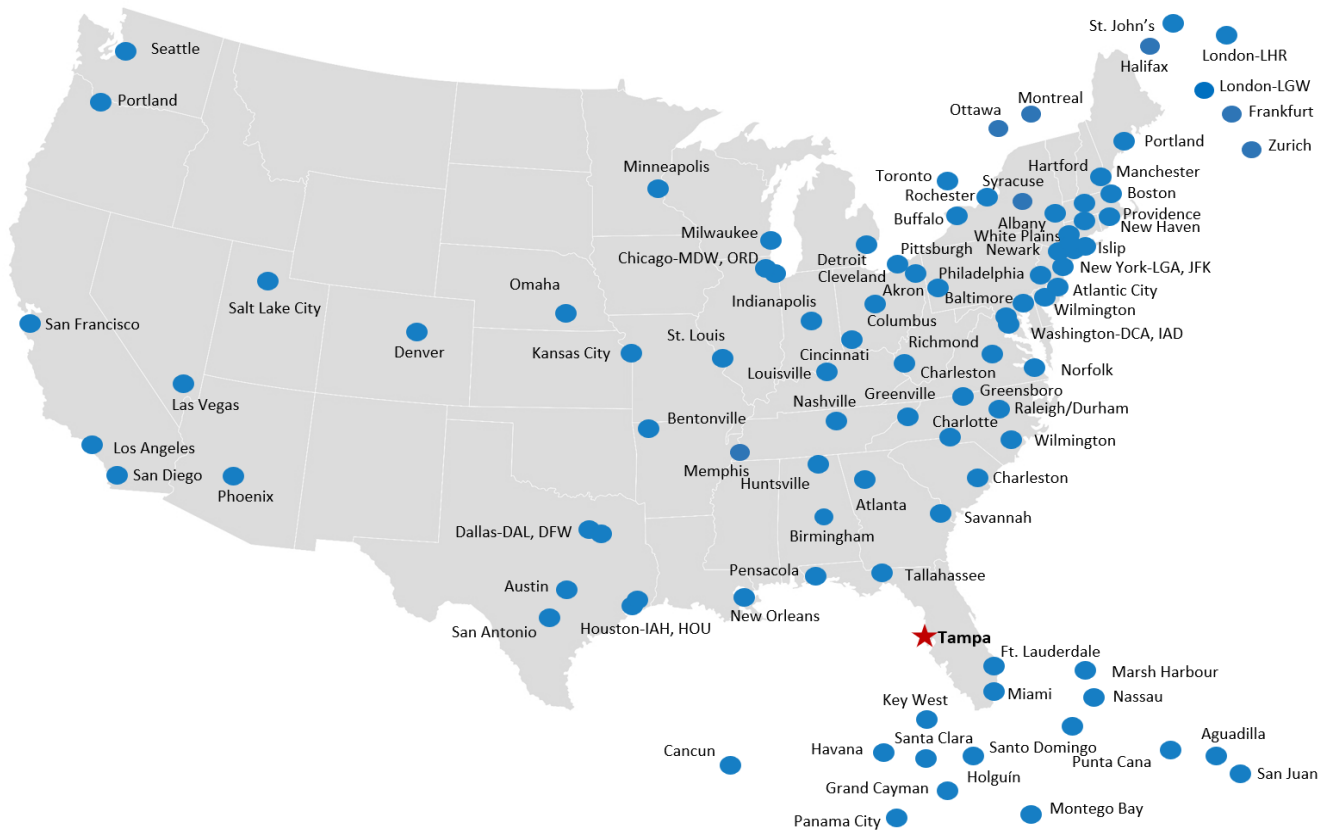 St. John’s
Seattle
London-LHR
Halifax
London-LGW
Portland
Montreal
Ottawa
Frankfurt
Portland
Zurich
Minneapolis
Hartford
Manchester
Toronto
Syracuse
Rochester
Boston
Buffalo
Albany
Providence
New Haven
Milwaukee
White Plains
Pittsburgh
Newark
Islip
Chicago-MDW, ORD
Detroit
Cleveland
Philadelphia
New York-LGA, JFK
Omaha
Akron
Atlantic City
Indianapolis
Baltimore
Salt Lake City
Wilmington
San Francisco
Columbus
St. Louis
Washington-DCA, IAD
Denver
Kansas City
Cincinnati
Richmond
Louisville
Charleston
Norfolk
Las Vegas
Nashville
Greenville
Greensboro
Bentonville
Raleigh/Durham
Charlotte
Wilmington
Los Angeles
San Diego
Memphis
Huntsville
Charleston
Phoenix
Atlanta
Savannah
Dallas-DAL, DFW
Birmingham
Pensacola
Tallahassee
Austin
New Orleans
San Antonio
Houston-IAH, HOU
Tampa
Ft. Lauderdale
Marsh Harbour
Key West
Miami
Nassau
Santa Clara
Aguadilla
Cancun
Havana
Santo Domingo
Punta Cana
Holguín
San Juan
Grand Cayman
Montego Bay
Panama City